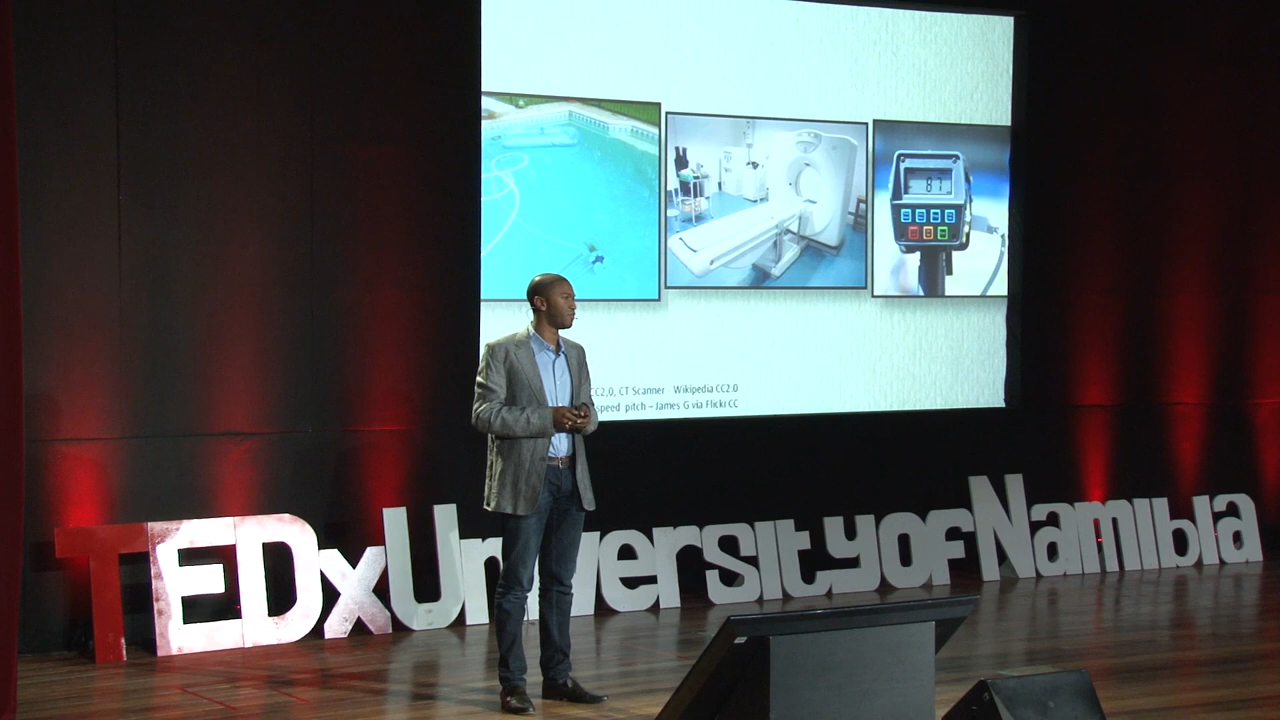 87
CC2.0, CT Scanner Wikipedia CC2.0
speed pitch – James G via Flickr CC
TEDxUniversityofNamibia